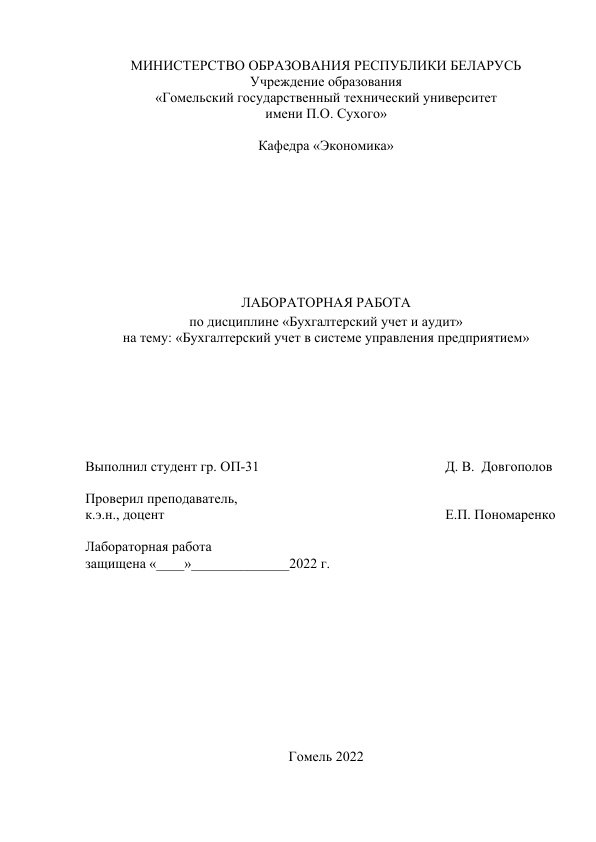 МИНИСТЕРСТВО ОБРАЗОВАНИЯ РЕСПУБЛИКИ БЕЛАРУСЬ
Учреждение образования
«Гомельский государственный технический университет
имени П.О. Сухого»
Кафедра «Экономика»
ЛАБОРАТОРНАЯ РАБОТА
по дисциплине «Бухгалтерский учет и аудит»
на тему: «Бухгалтерский учет в системе управления предприятием»
Выполнил студент гр. ОП-31 Д. В. Довгополов
Проверил преподаватель,
к.э.н., доцент Е.П. Пономаренко
Лабораторная работа
защищена «____»______________2022 г.
Гомель 2022